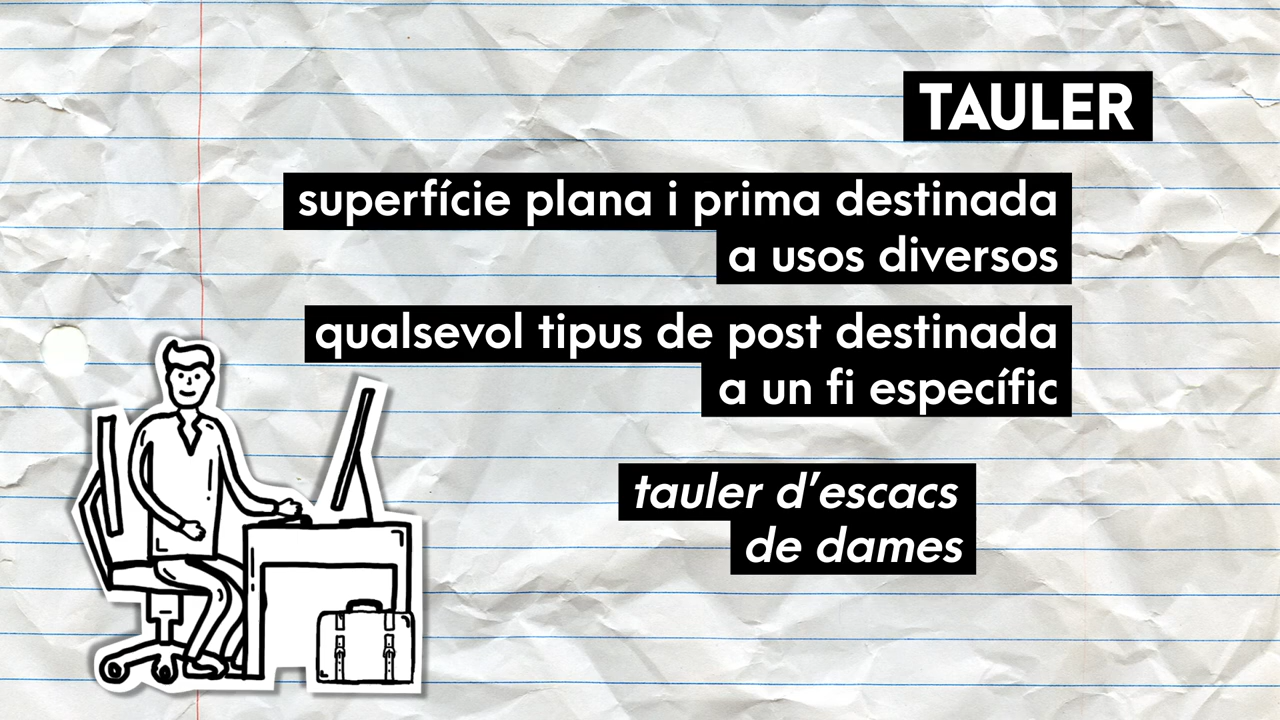 TAULER
superfície plana i prima destinada
a usos diversos
qualsevol tipus de post destinada
a un fi específic
tauler d’escacs
de dames